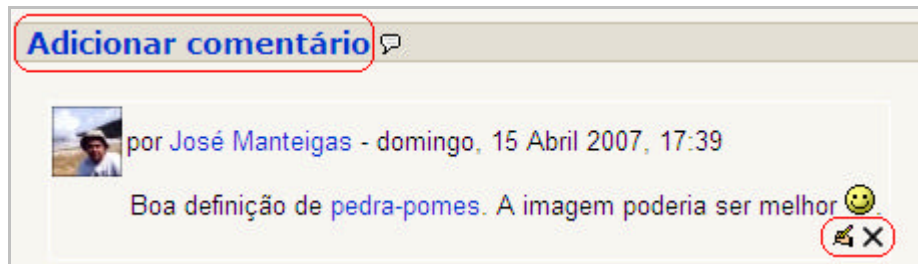 Adicionar comentário
por José Manteigas - domingo, 15 Abril 2007, 17:39
Boa definição de pedra-pomes. A imagem poderia ser melhor .